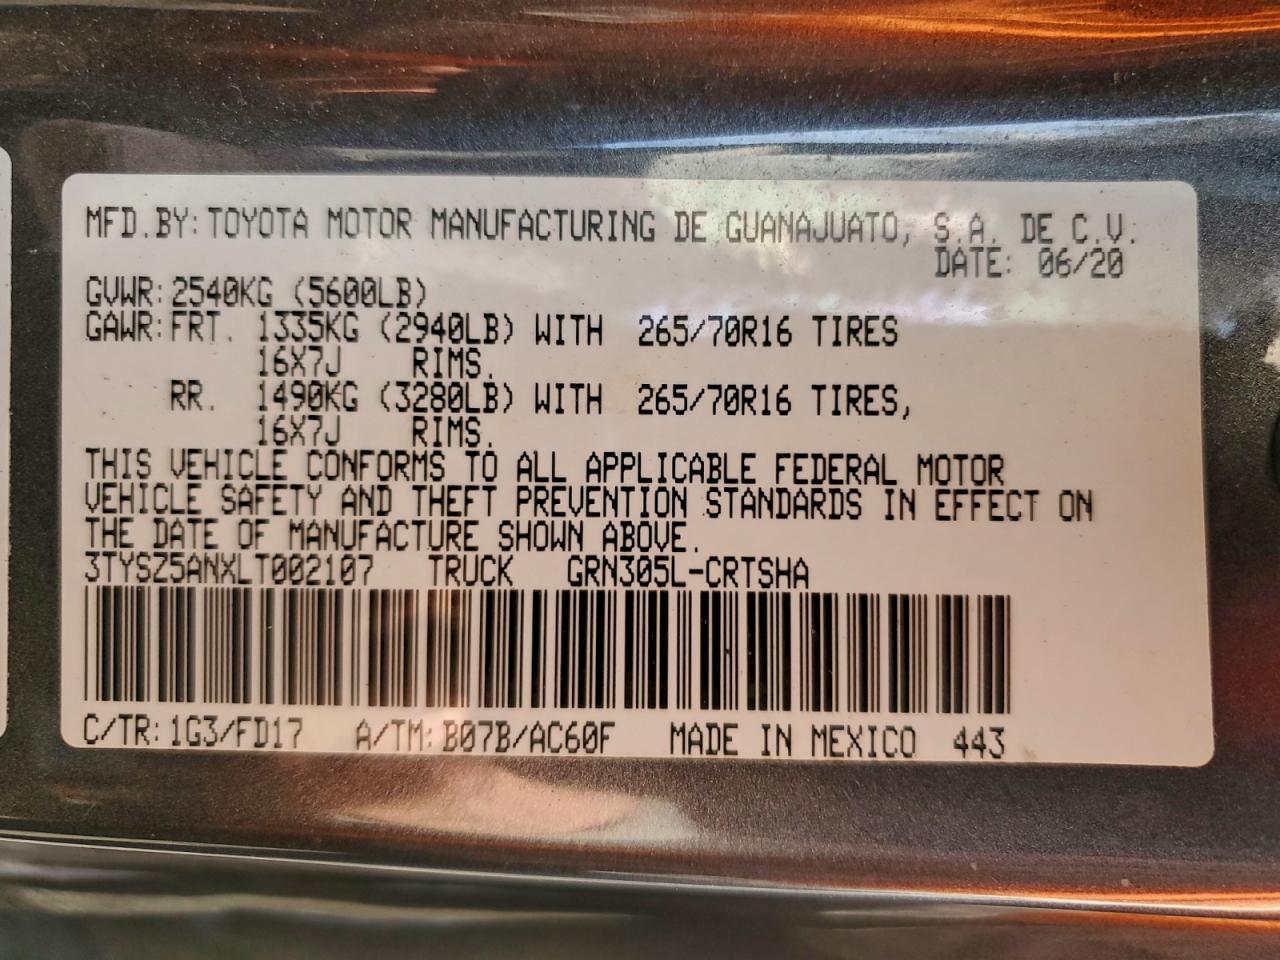 MFD.BY: TOYOTA MOTOR MANUFACTURING DE GUANAJUATO, S.A. DE C.V.
DATE: 06/20
GVWR: 2540KG (5600LB)
GAWR: FRT. 1335KG (2940LB) WITH 265/70R16 TIRES
16X7J RIMS.
RR. 1490KG (3280LB) WITH 265/70R16 TIRES,
16X7J RIMS.
THIS VEHICLE CONFORMS TO ALL APPLICABLE FEDERAL MOTOR
VEHICLE SAFETY AND THEFT PREVENTION STANDARDS IN EFFECT ON
THE DATE OF MANUFACTURE SHOWN ABOVE.
3TYSZ5ANXLT002107 TRUCK GRN305L-CRTSHA
C/TR: 1G3/FD17 A/TM: B07B/AC60F MADE IN MEXICO 443